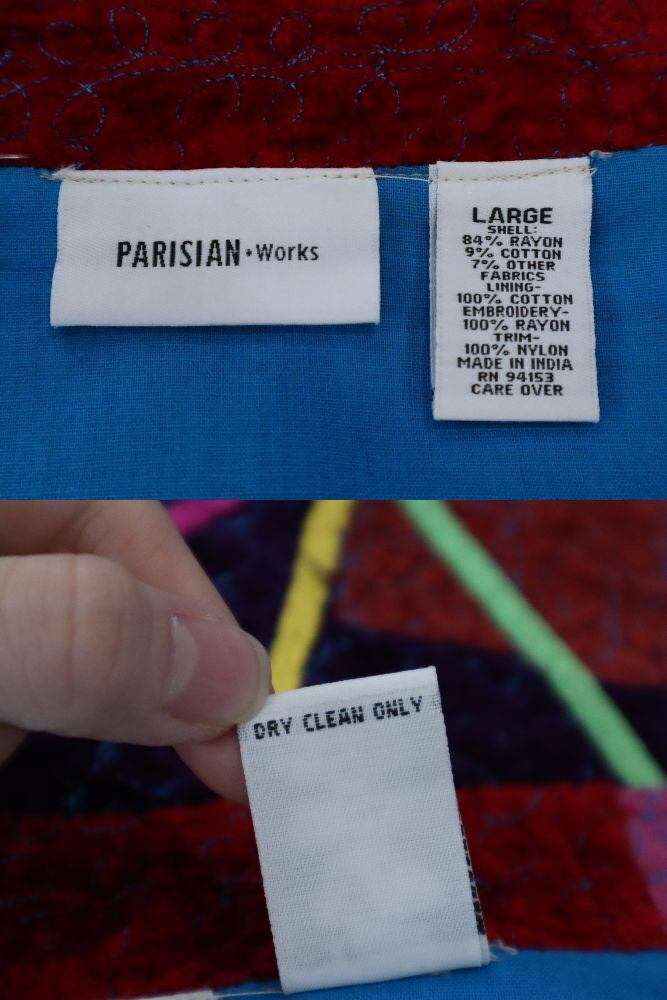 PARISIAN • Works
LARGE
SHELL:
84% RAYON
9% COTTON
7% OTHER
FABRICS
LINING-
100% COTTON
EMBROIDERY-
100% RAYON
TRIM-
100% NYLON
MADE IN INDIA
RN 94153
CARE OVER
DRY CLEAN ONLY